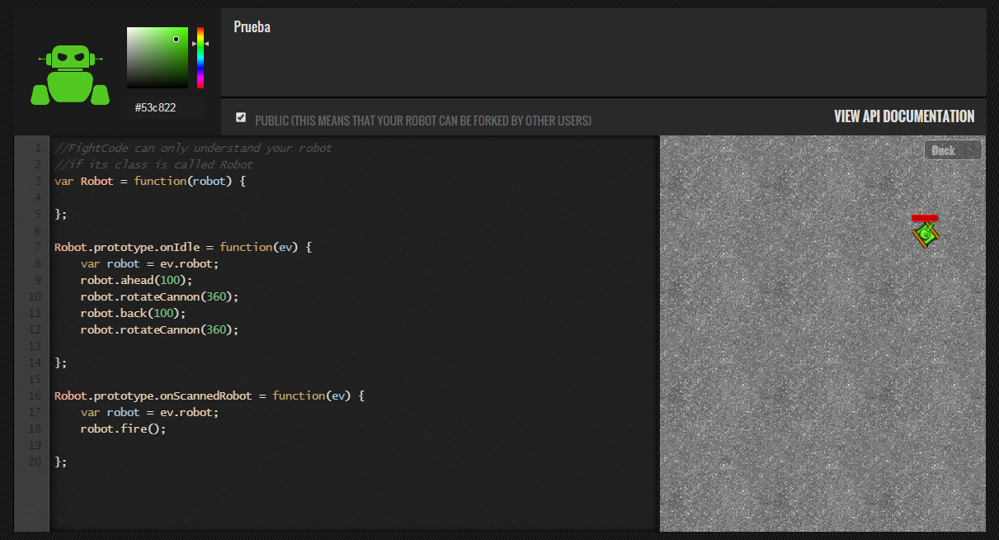 Prueba
#53c822
PUBLIC (THIS MEANS THAT YOUR ROBOT CAN BE FORKED BY OTHER USERS)
VIEW API DOCUMENTATION
1 //FightCode can only understand your robot
2 //if its class is called Robot
3 var Robot = function(robot) {
4
5 };
6
7 Robot.prototype.onIdle = function(ev) {
8     var robot = ev.robot;
9     robot.ahead(100);
10     robot.rotateCannon(360);
11     robot.back(100);
12     robot.rotateCannon(360);
13
14 };
15
16 Robot.prototype.onScannedRobot = function(ev) {
17     var robot = ev.robot;
18     robot.fire();
19
20 };
Duck